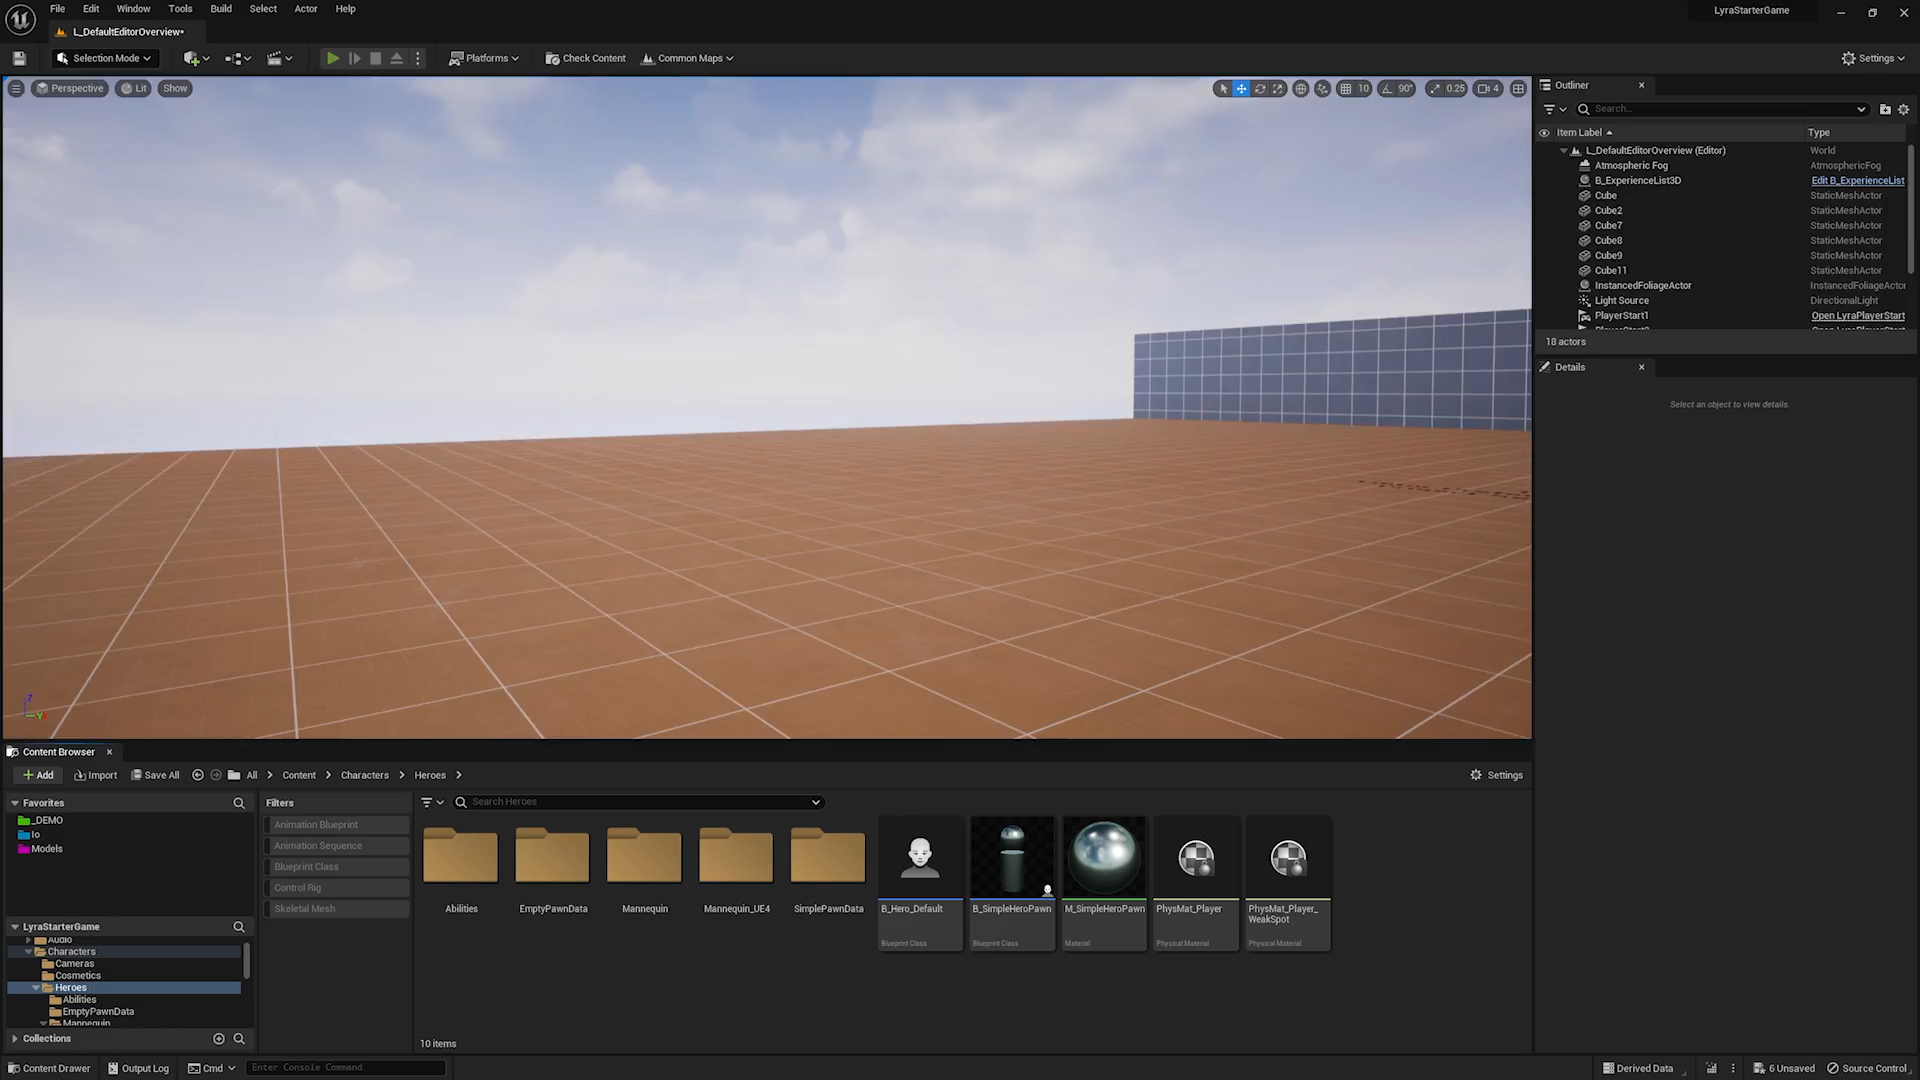 File Edit Window Tools Build Select Actor Help
LyraStarterGame
L_DefaultEditorOverview•
Selection Mode
Platforms
Check Content
Common Maps
Settings
Perspective Lit Show
10 90° 0.25 4
Outliner
Search...
Item Label Type
L_DefaultEditorOverview (Editor) World
Atmospheric Fog AtmosphericFog
B_ExperienceList3D Edit B_ExperienceList
Cube StaticMeshActor
Cube2 StaticMeshActor
Cube7 StaticMeshActor
Cube8 StaticMeshActor
Cube9 StaticMeshActor
Cube11 StaticMeshActor
InstancedFoliageActor InstancedFoliageActor
Light Source DirectionalLight
PlayerStart1 Open LyraPlayerStart
18 actors
Details
Select an object to view details.
Z
Y
Content Browser
Add Import Save All All Content Characters Heroes Settings
Favorites
_DEMO
Io
Models
Filters
Animation Blueprint
Animation Sequence
Blueprint Class
Control Rig
Skeletal Mesh
Search Heroes
Abilities
EmptyPawnData
Mannequin
Mannequin_UE4
SimplePawnData
B_Hero_Default
Blueprint Class
B_SimpleHeroPawn
Blueprint Class
M_SimpleHeroPawn
Material
PhysMat_Player
Physical Material
PhysMat_Player_
WeakSpot
Physical Material
LyraStarterGame
Audio
Characters
Cameras
Cosmetics
Heroes
Abilities
EmptyPawnData
Mannequin
Collections
10 items
Content Drawer Output Log Cmd Enter Console Command
Derived Data 6 Unsaved Source Control